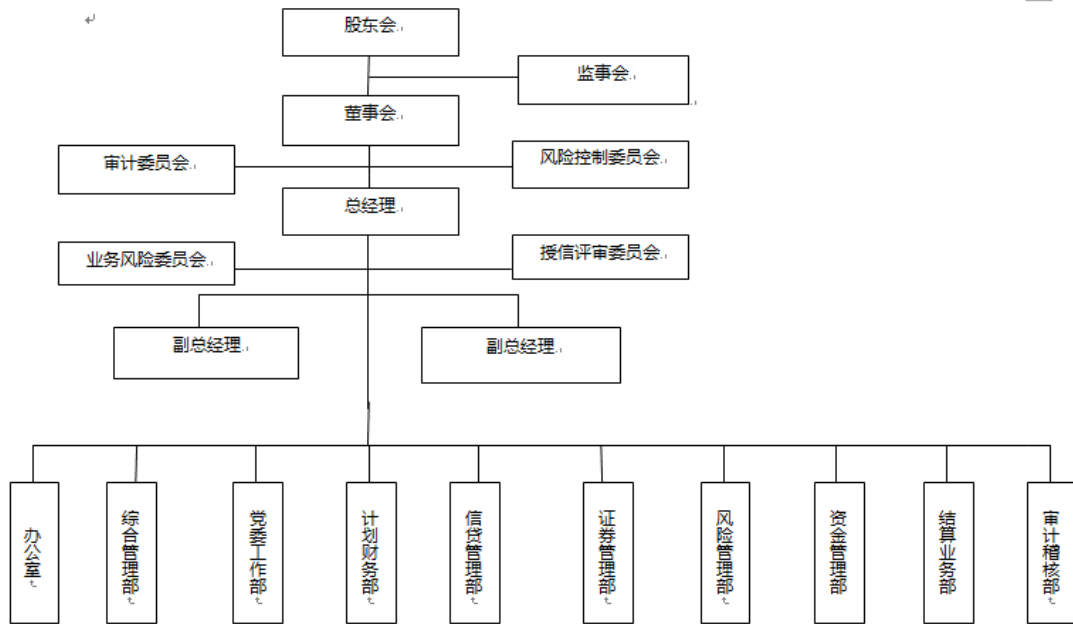 股东会
监事会
董事会
审计委员会
风险控制委员会
总经理
业务风险委员会
授信评审委员会
副总经理
副总经理
办公室
综合管理部
党委工作部
计划财务部
信贷管理部
证券管理部
风险管理部
资金管理部
结算业务部
审计稽核部